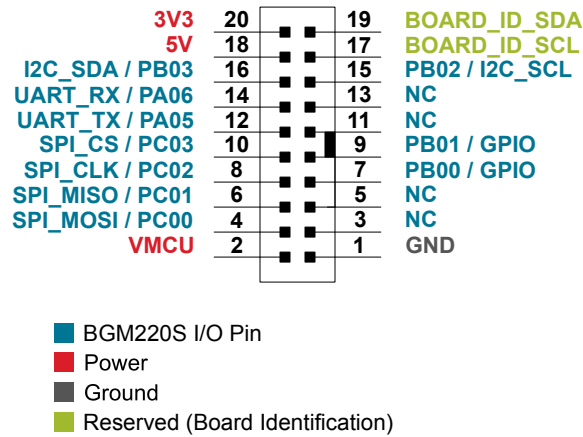 3V3 20 19 BOARD_ID_SDA
5V 18 17 BOARD_ID_SCL
I2C_SDA / PB03 16 15 PB02 / I2C_SCL
UART_RX / PA06 14 13 NC
UART_TX / PA05 12 11 NC
SPI_CS / PC03 10 9 PB01 / GPIO
SPI_CLK / PC02 8 7 PB00 / GPIO
SPI_MISO / PC01 6 5 NC
SPI_MOSI / PC00 4 3 NC
VMCU 2 1 GND
BGM220S I/O Pin
Power
Ground
Reserved (Board Identification)